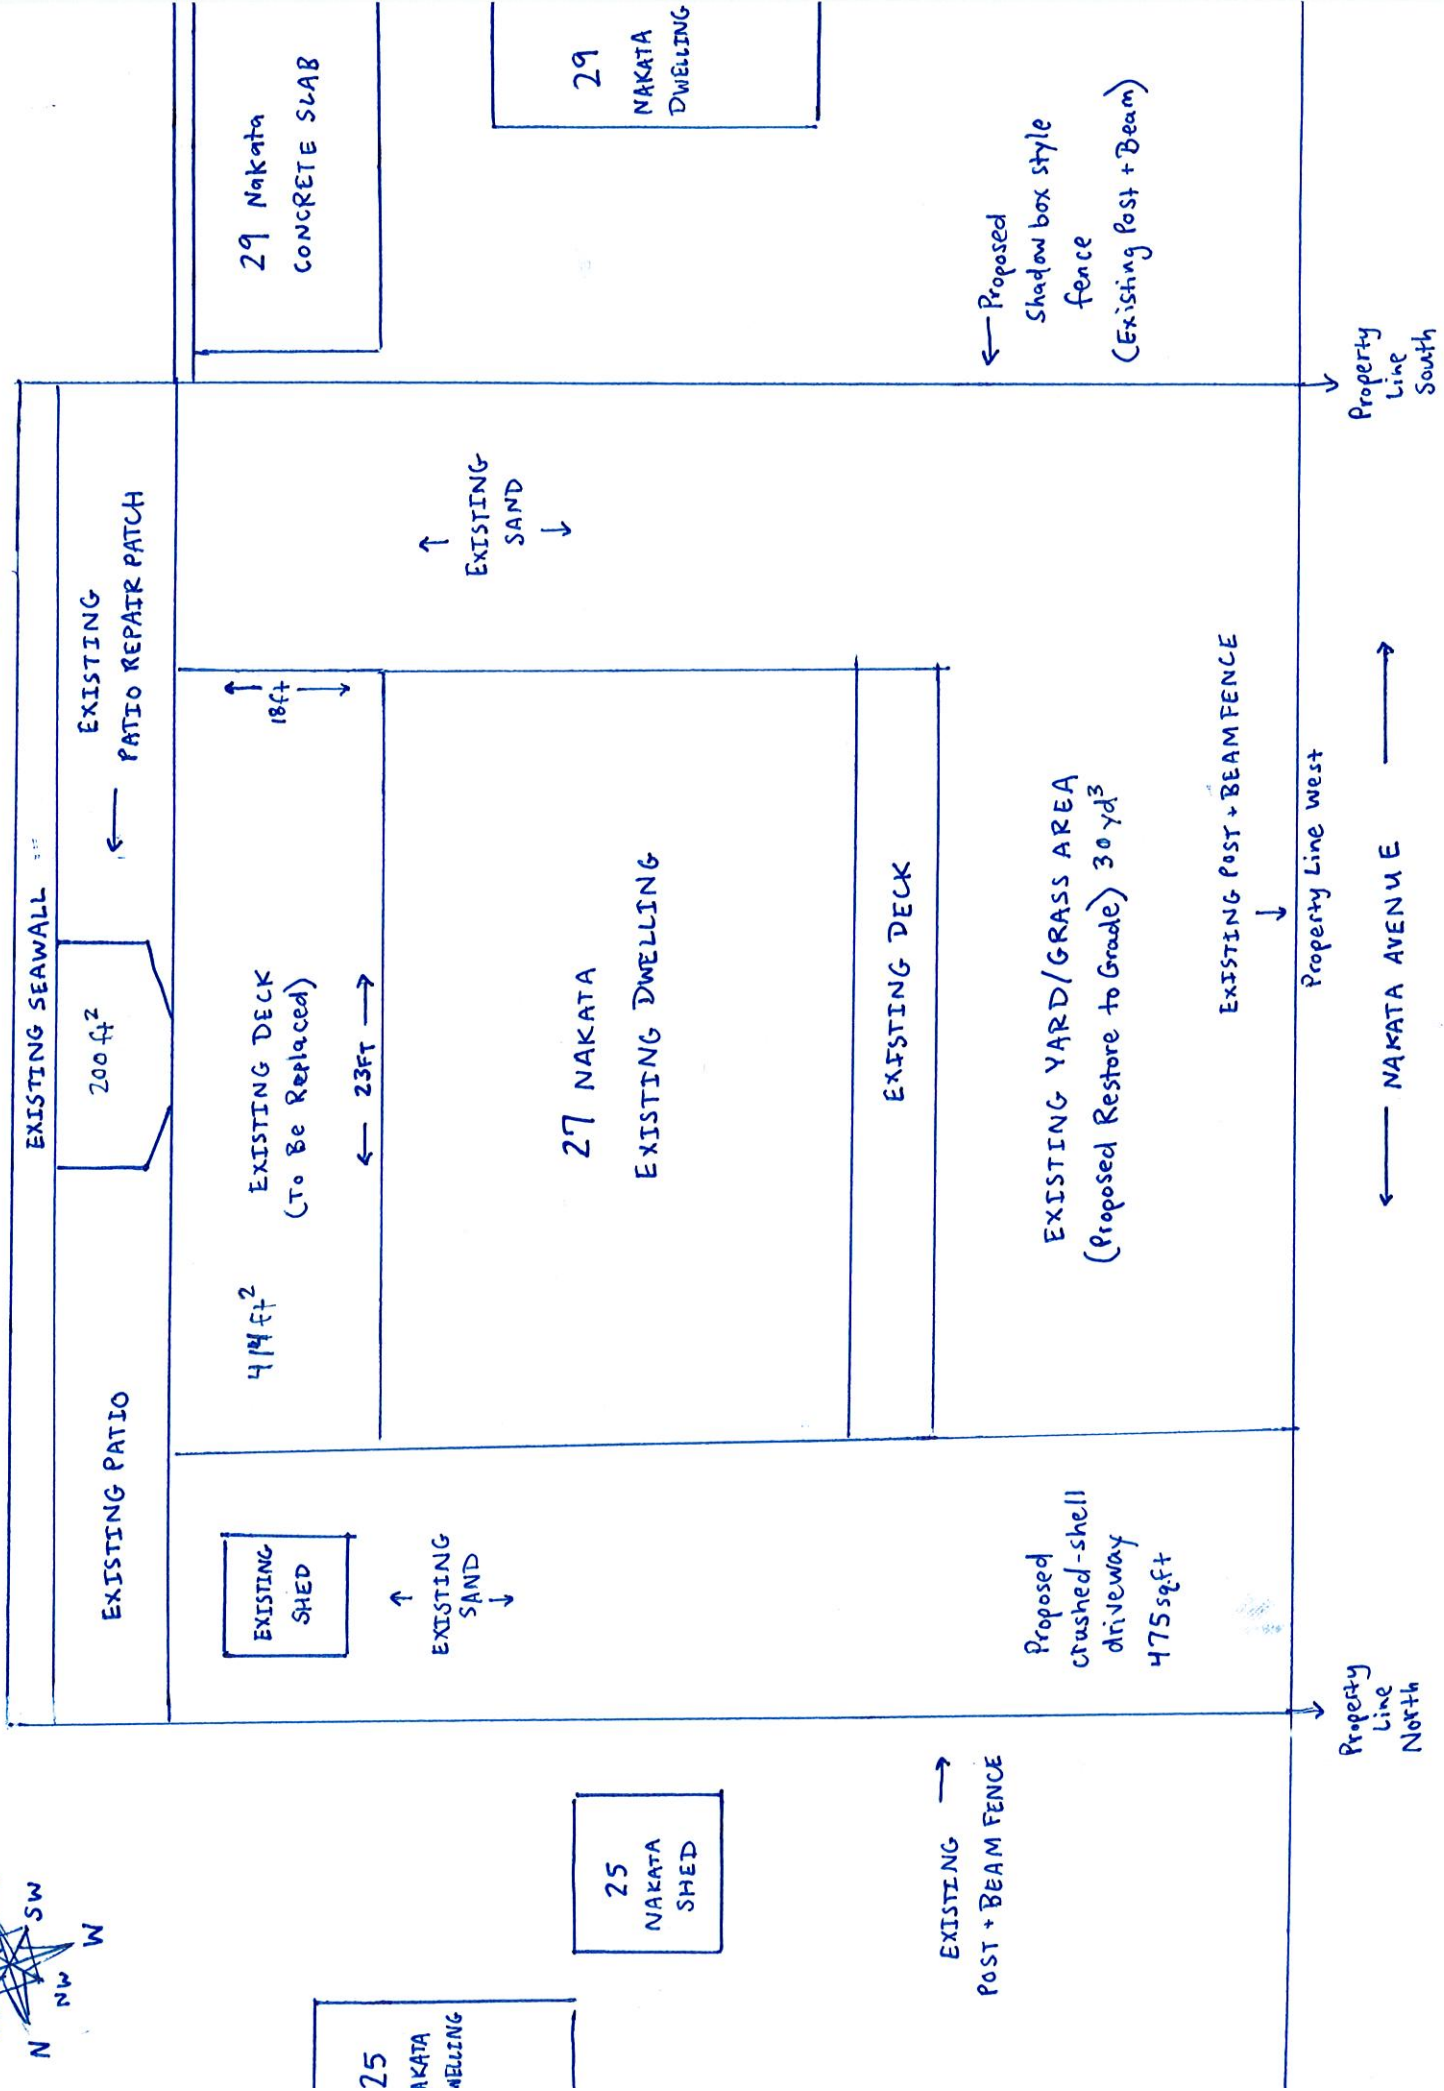 EXISTING SEAWALL
EXISTING PATIO
200 ft²
EXISTING
← PATIO REPAIR PATCH
29 Nakata
CONCRETE SLAB
29
NAKATA
DWELLING
EXISTING
SHED
414 ft²
EXISTING DECK
(To Be Replaced)
← 23FT →
← 18ft →
↑
EXISTING
SAND
↓
↑
EXISTING
SAND
↓
27 NAKATA
EXISTING DWELLING
EXISTING DECK
EXISTING YARD/GRASS AREA
(Proposed Restore to Grade) 30 yd³
EXISTING POST + BEAM FENCE
↓
Proposed
crushed-shell
driveway
475 sq.ft
← Proposed
Shadow box style
fence
(Existing Post + Beam)
N
NW
W
SW
25
NAKATA
SHED
25
AKATA
WELLING
EXISTING →
POST + BEAM FENCE
Property
Line
North
Property Line West
Property
Line
South
← NAKATA AVENUE →